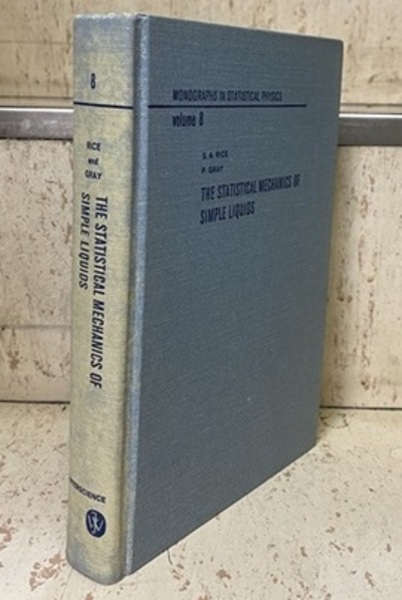 8
RICE
and
GRAY
THE STATISTICAL MECHANICS OF
SIMPLE LIQUIDS
MONOGRAPHS IN STATISTICAL PHYSICS
volume 8
S. A. RICE
P. GRAY
THE STATISTICAL MECHANICS OF
SIMPLE LIQUIDS